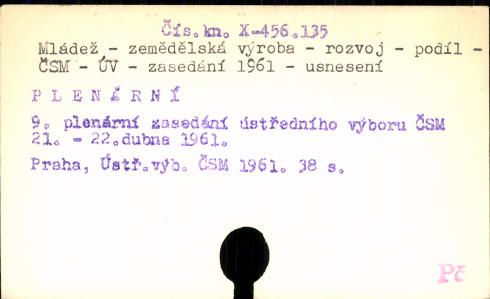 Čís.kn. X-456.135
Mládež - zemědělská výroba - rozvoj - podíl -
ČSM - ÚV - zasedání 1961 - usnesení
P L E N Á R N Í
9. plenární zasedání ústředního výboru ČSM
21. - 22.dubna 1961.
Praha, Ústř.výb. ČSM 1961. 38 s.
Př